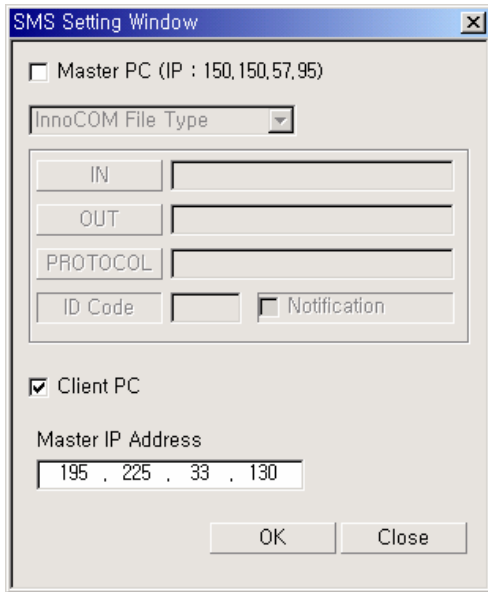 SMS Setting Window
Master PC (IP : 150,150,57,95)
InnoCOM File Type
IN
OUT
PROTOCOL
ID Code Notification
Client PC
Master IP Address
195 . 225 . 33 . 130
OK Close